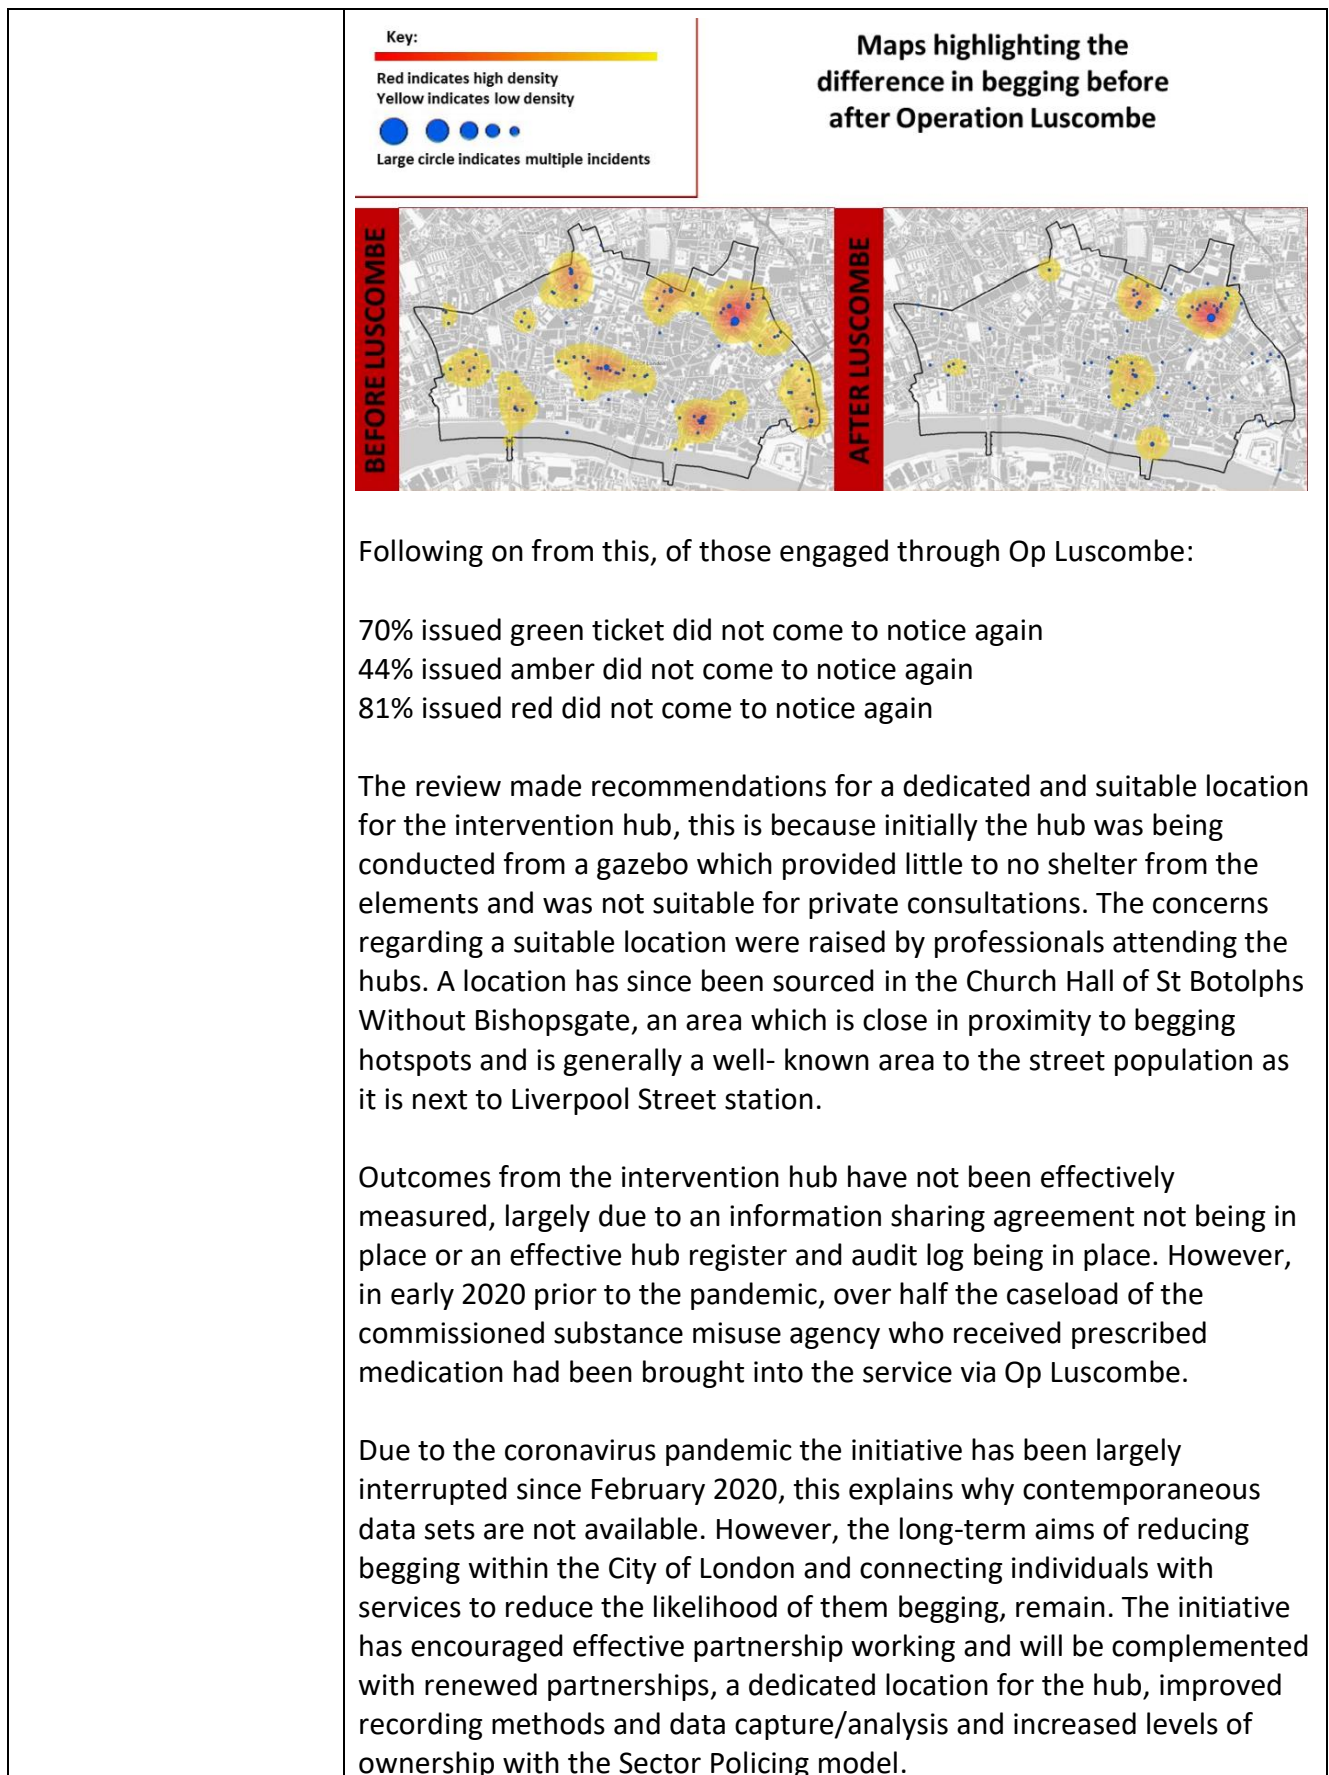 Key:
Red indicates high density
Yellow indicates low density
Large circle indicates multiple incidents
Maps highlighting the
difference in begging before
after Operation Luscombe
BEFORE LUSCOMBE
AFTER LUSCOMBE
Following on from this, of those engaged through Op Luscombe:
70% issued green ticket did not come to notice again
44% issued amber did not come to notice again
81% issued red did not come to notice again
The review made recommendations for a dedicated and suitable location
for the intervention hub, this is because initially the hub was being
conducted from a gazebo which provided little to no shelter from the
elements and was not suitable for private consultations. The concerns
regarding a suitable location were raised by professionals attending the
hubs. A location has since been sourced in the Church Hall of St Botolphs
Without Bishopsgate, an area which is close in proximity to begging
hotspots and is generally a well- known area to the street population as
it is next to Liverpool Street station.
Outcomes from the intervention hub have not been effectively
measured, largely due to an information sharing agreement not being in
place or an effective hub register and audit log being in place. However,
in early 2020 prior to the pandemic, over half the caseload of the
commissioned substance misuse agency who received prescribed
medication had been brought into the service via Op Luscombe.
Due to the coronavirus pandemic the initiative has been largely
interrupted since February 2020, this explains why contemporaneous
data sets are not available. However, the long-term aims of reducing
begging within the City of London and connecting individuals with
services to reduce the likelihood of them begging, remain. The initiative
has encouraged effective partnership working and will be complemented
with renewed partnerships, a dedicated location for the hub, improved
recording methods and data capture/analysis and increased levels of
ownership with the Sector Policing model.